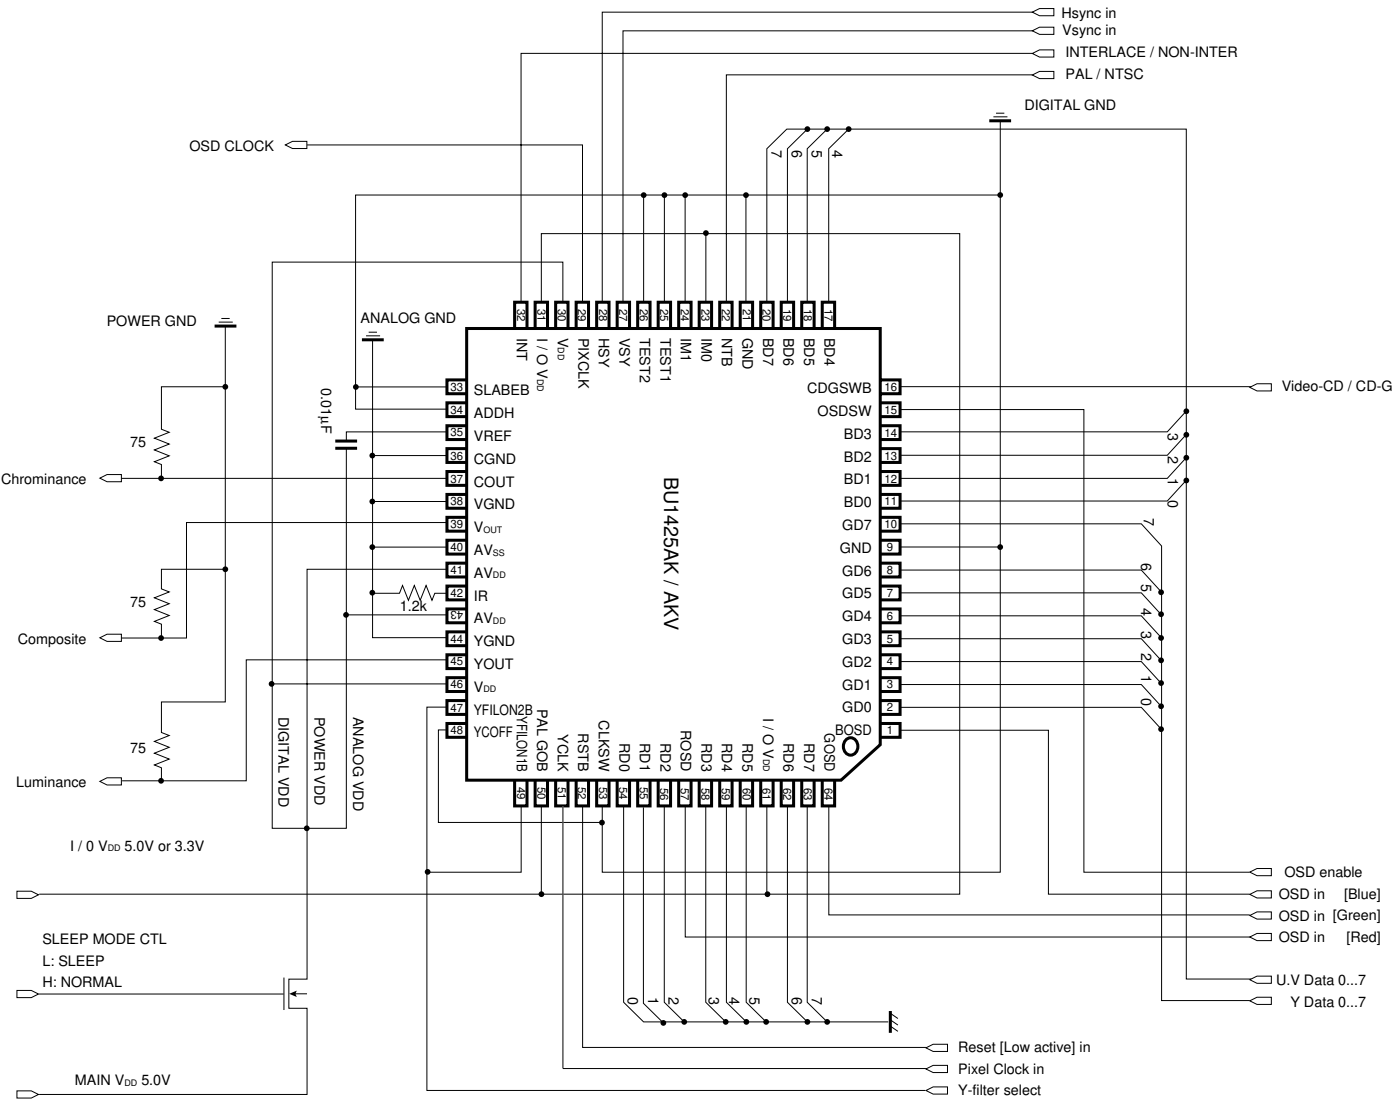 Hsync in
Vsync in
INTERLACE / NON-INTER
PAL / NTSC
DIGITAL GND
OSD CLOCK
7 6 5 4
POWER GND
ANALOG GND
32 31 30 29 28 27 26 25 24 23 22 21 20 19 18 17
INT I / O VDD VDD PIXCLK HSY VSY TEST2 TEST1 IM1 IM0 NTB GND BD7 BD6 BD5 BD4
33 SLABEB
34 ADDH
35 VREF
36 CGND
37 COUT
38 VGND
39 VOUT
40 AVSS
41 AVDD
42 IR
43 AVDD
44 YGND
45 YOUT
46 VDD
47 YFILON2B
48 YCOFF
0.01µF
1.2k
75
Chrominance
75
Composite
75
Luminance
DIGITAL VDD
POWER VDD
ANALOG VDD
BU1425AK / AKV
CDGSWB 16
OSDSW 15
BD3 14
BD2 13
BD1 12
BD0 11
GD7 10
GND 9
GD6 8
GD5 7
GD4 6
GD3 5
GD2 4
GD1 3
GD0 2
BOSD 1
Video-CD / CD-G
3
2
1
0
7
6
5
4
3
2
1
0
YFILON1B PAL GOB YCLK RSTB CLKSW RD0 RD1 RD2 ROSD RD3 RD4 RD5 I / O VDD RD6 RD7 GOSD
49 50 51 52 53 54 55 56 57 58 59 60 61 62 63 64
I / 0 VDD 5.0V or 3.3V
SLEEP MODE CTL
L: SLEEP
H: NORMAL
MAIN VDD 5.0V
0 1 2 3 4 5 6 7
OSD enable
OSD in [Blue]
OSD in [Green]
OSD in [Red]
U.V Data 0...7
Y Data 0...7
Reset [Low active] in
Pixel Clock in
Y-filter select